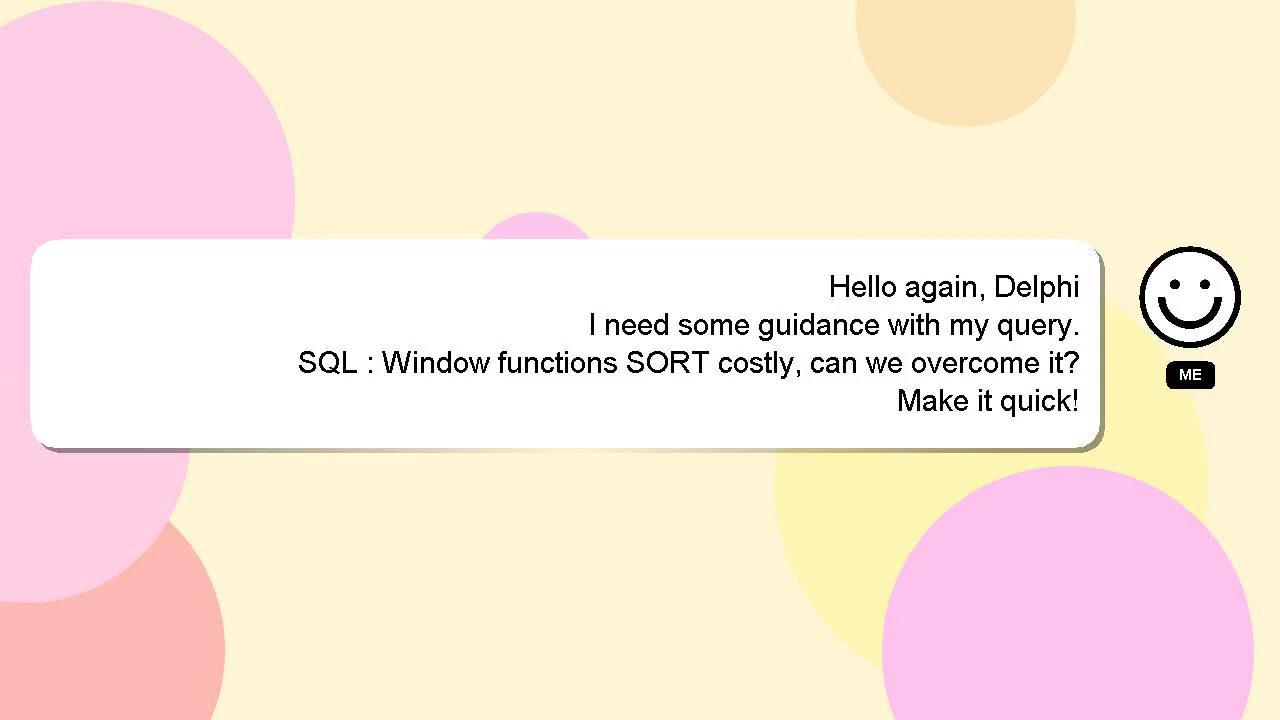 Hello again, Delphi
I need some guidance with my query.
SQL : Window functions SORT costly, can we overcome it?
Make it quick!
ME